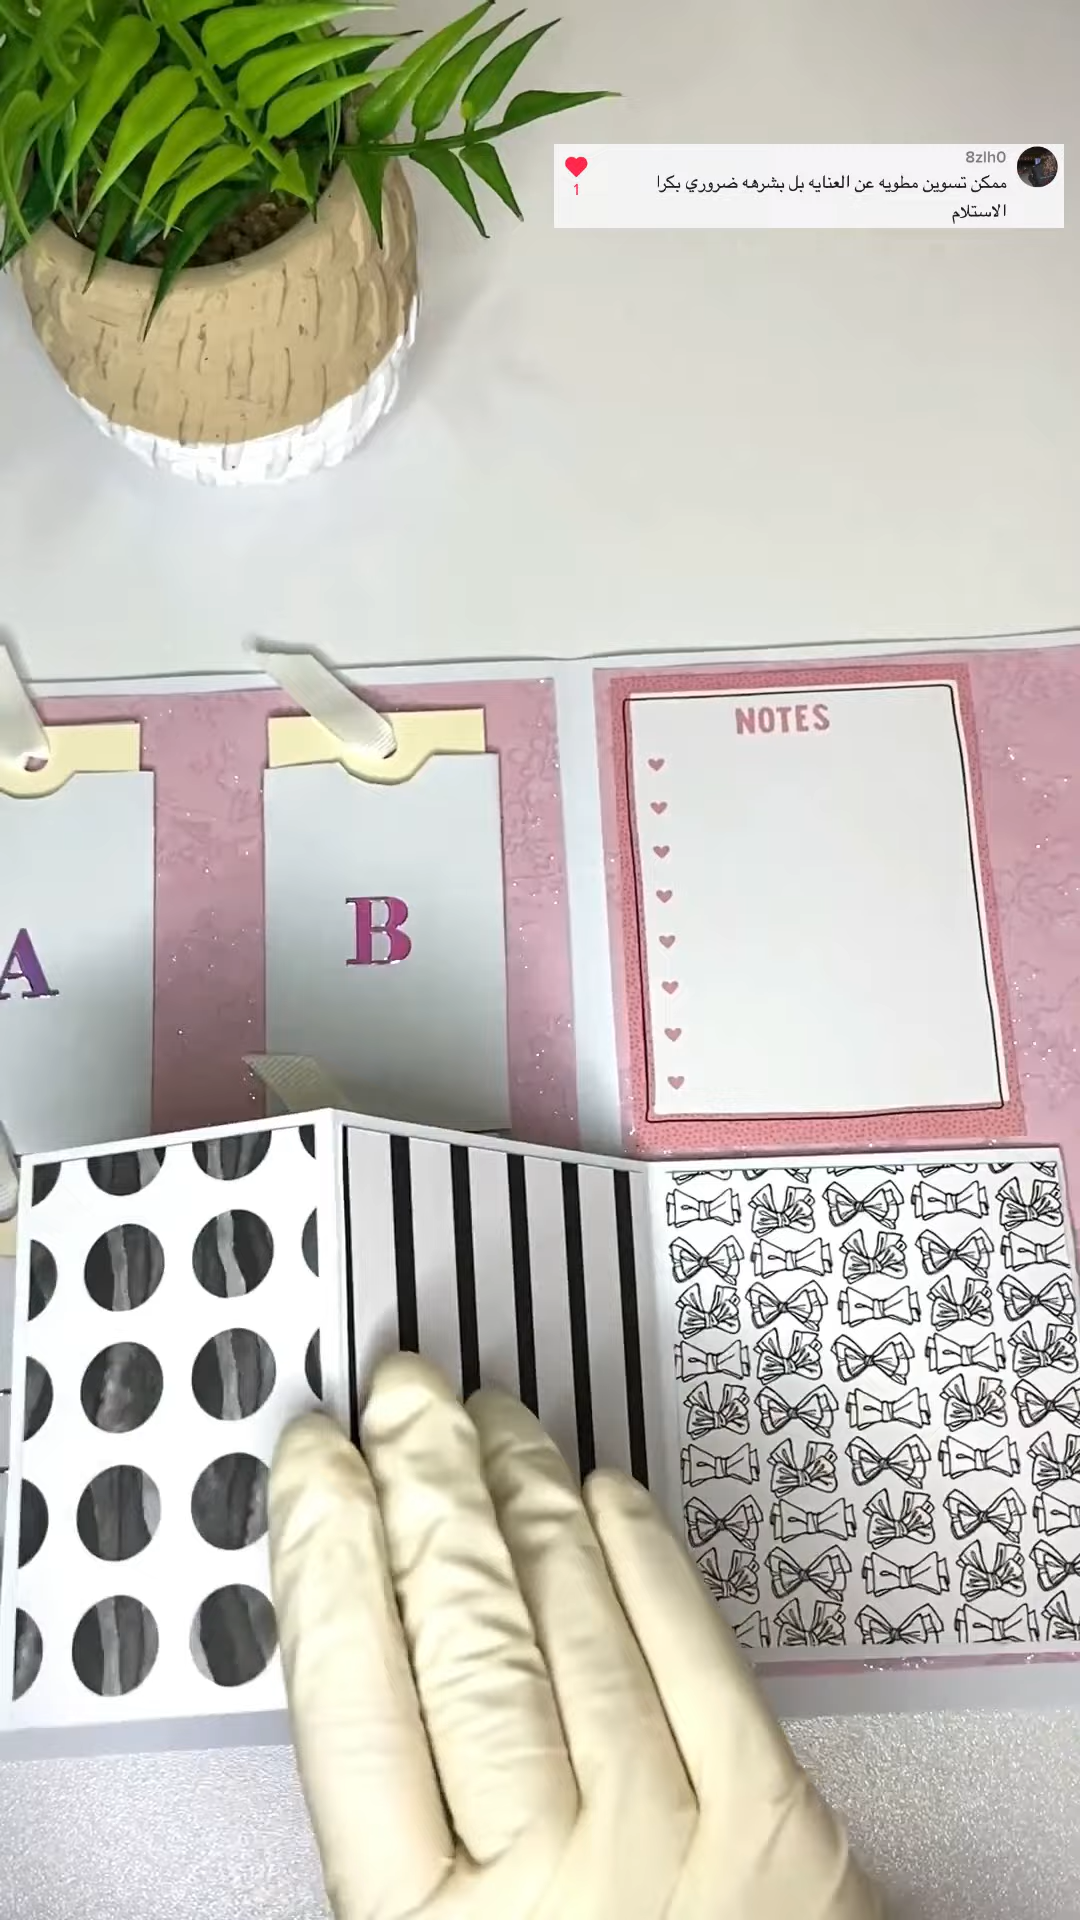 8zlh0
ممكن تسوين مطويه عن العنايه بل بشرهه ضروري بكرا
الاستلام
1
NOTES
A
B